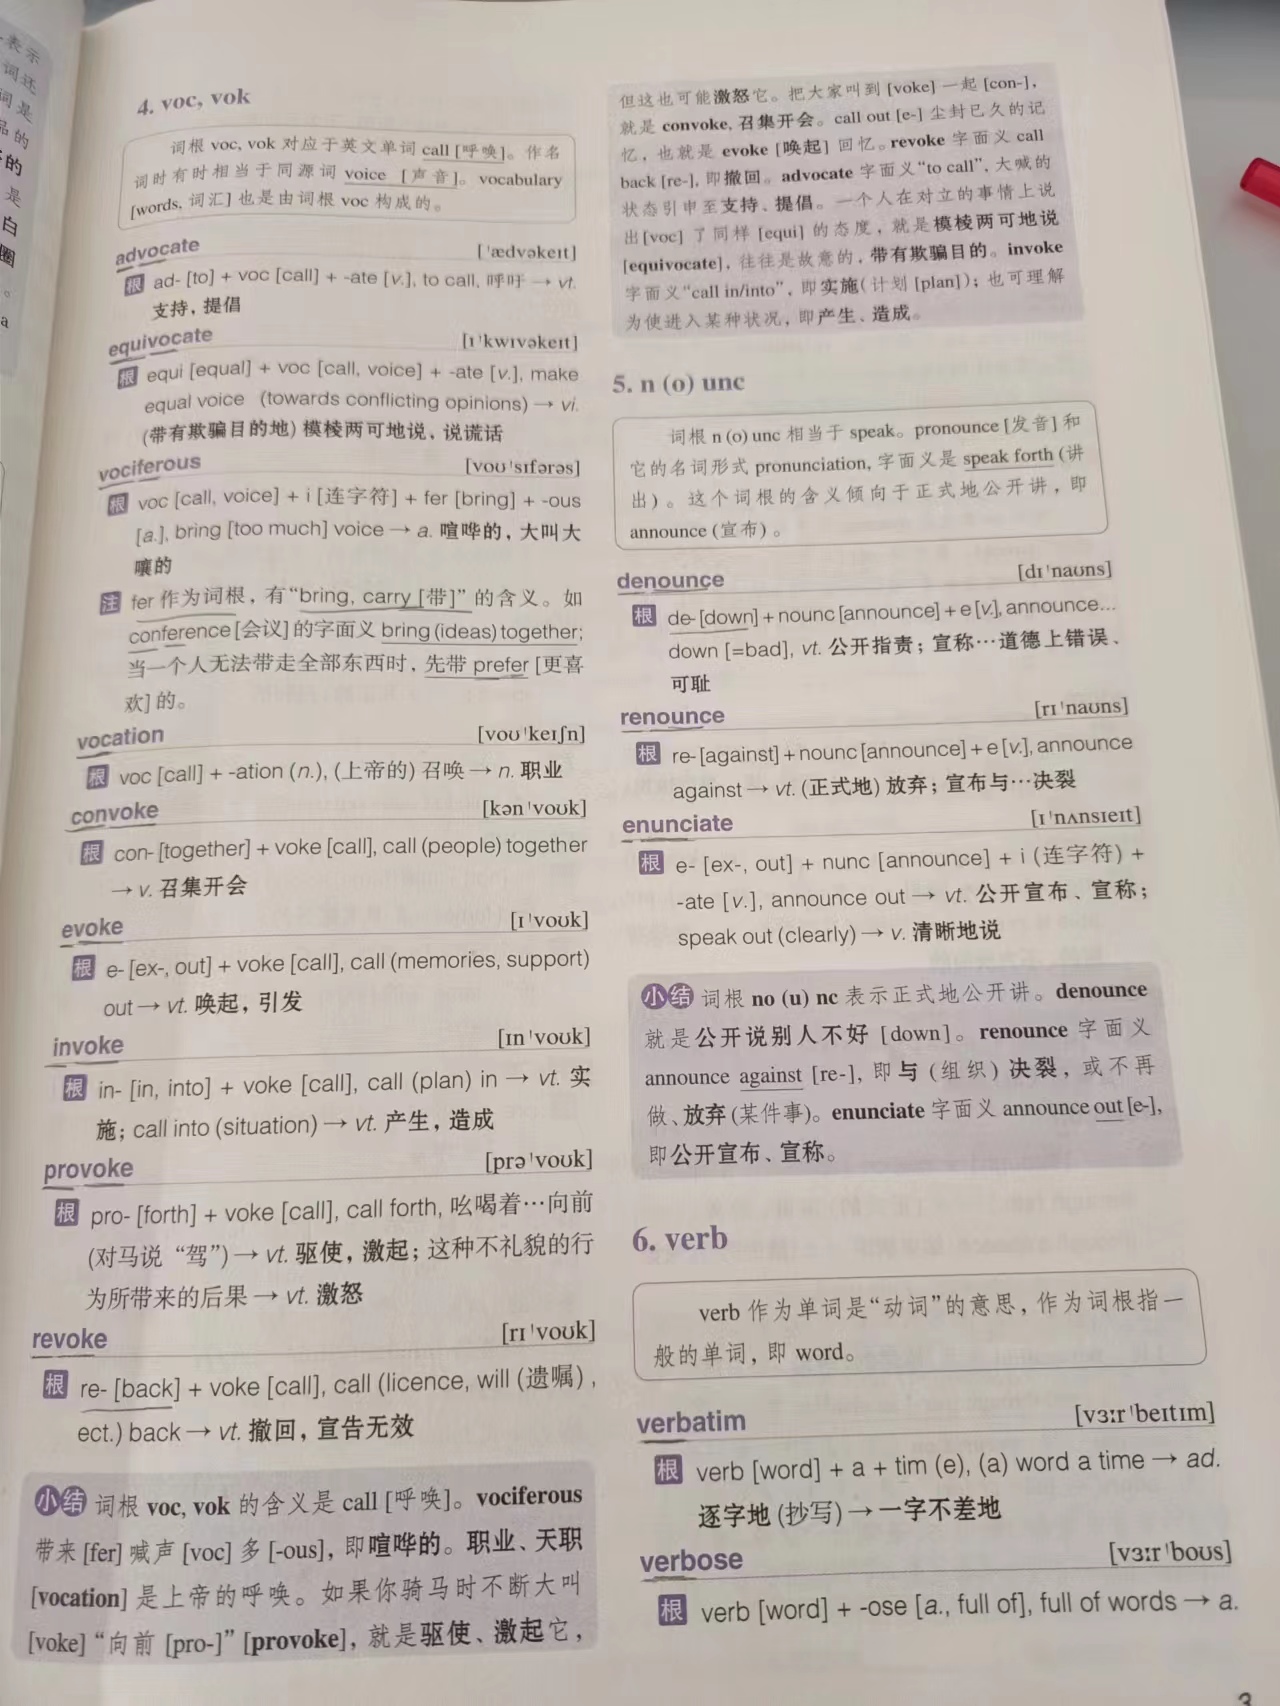 表示
词还
词是
品的
的
是
白
圈
。
a
4. voc, vok
词根 voc, vok 对应于英文单词 call [呼唤]。作名
词时有时相当于同源词 voice [声音]。vocabulary
[words, 词汇] 也是由词根 voc 构成的。
advocate ['ædvəkeɪt]
根 ad- [to] + voc [call] + -ate [v.], to call, 呼吁 → vt.
支持, 提倡
equivocate [ɪ'kwɪvəkeɪt]
根 equi [equal] + voc [call, voice] + -ate [v.], make
equal voice (towards conflicting opinions) → vi.
(带有欺骗目的地) 模棱两可地说, 说谎话
vociferous [voʊ'sɪfərəs]
根 voc [call, voice] + i [连字符] + fer [bring] + -ous
[a.], bring [too much] voice → a. 喧哗的, 大叫大
嚷的
注 fer 作为词根, 有“bring, carry [带]” 的含义。如
conference [会议] 的字面义 bring (ideas) together;
当一个人无法带走全部东西时, 先带 prefer [更喜
欢] 的。
vocation [voʊ'keɪʃn]
根 voc [call] + -ation (n.), (上帝的) 召唤 → n. 职业
convoke [kən'voʊk]
根 con- [together] + voke [call], call (people) together
→ v. 召集开会
evoke [ɪ'voʊk]
根 e- [ex-, out] + voke [call], call (memories, support)
out → vt. 唤起, 引发
invoke [ɪn'voʊk]
根 in- [in, into] + voke [call], call (plan) in → vt. 实
施; call into (situation) → vt. 产生, 造成
provoke [prə'voʊk]
根 pro- [forth] + voke [call], call forth, 吆喝着…向前
(对马说 “驾”) → vt. 驱使, 激起; 这种不礼貌的行
为所带来的后果 → vt. 激怒
revoke [rɪ'voʊk]
根 re- [back] + voke [call], call (licence, will (遗嘱) ,
ect.) back → vt. 撤回, 宣告无效
小结 词根 voc, vok 的含义是 call [呼唤]。vociferous
带来 [fer] 喊声 [voc] 多 [-ous], 即喧哗的。职业、天职
[vocation] 是上帝的呼唤。如果你骑马时不断大叫
[voke] “向前 [pro-]” [provoke], 就是驱使、激起它,
但这也可能激怒它。把大家叫到 [voke] 一起 [con-],
就是 convoke, 召集开会。call out [e-] 尘封已久的记
忆, 也就是 evoke [唤起] 回忆。revoke 字面义 call
back [re-], 即撤回。advocate 字面义 “to call”, 大喊的
状态引申至支持、提倡。一个人在对立的事情上说
出 [voc] 了同样 [equi] 的态度, 就是模棱两可地说
[equivocate], 往往是故意的, 带有欺骗目的。invoke
字面义“call in/into”, 即实施(计划 [plan]); 也可理解
为使进入某种状况, 即产生、造成。
5. n (o) unc
词根 n (o) unc 相当于 speak。pronounce [发音] 和
它的名词形式 pronunciation, 字面义是 speak forth (讲
出) 。这个词根的含义倾向于正式地公开讲, 即
announce (宣布) 。
denounce [dɪ'naʊns]
根 de- [down] + nounc [announce] + e [v.], announce…
down [=bad], vt. 公开指责; 宣称…道德上错误、
可耻
renounce [rɪ'naʊns]
根 re- [against] + nounc [announce] + e [v.], announce
against → vt. (正式地) 放弃; 宣布与…决裂
enunciate [ɪ'nʌnsɪeɪt]
根 e- [ex-, out] + nunc [announce] + i (连字符) +
-ate [v.], announce out → vt. 公开宣布、宣称;
speak out (clearly) → v. 清晰地说
小结 词根 no (u) nc 表示正式地公开讲。denounce
就是公开说别人不好 [down] 。renounce 字面义
announce against [re-], 即与 (组织) 决裂, 或不再
做、放弃 (某件事)。enunciate 字面义 announce out [e-],
即公开宣布、宣称。
6. verb
verb 作为单词是“动词”的意思, 作为词根指一
般的单词, 即 word。
verbatim [vɜːr'beɪtɪm]
根 verb [word] + a + tim (e), (a) word a time → ad.
逐字地 (抄写) → 一字不差地
verbose [vɜːr'boʊs]
根 verb [word] + -ose [a., full of], full of words → a.